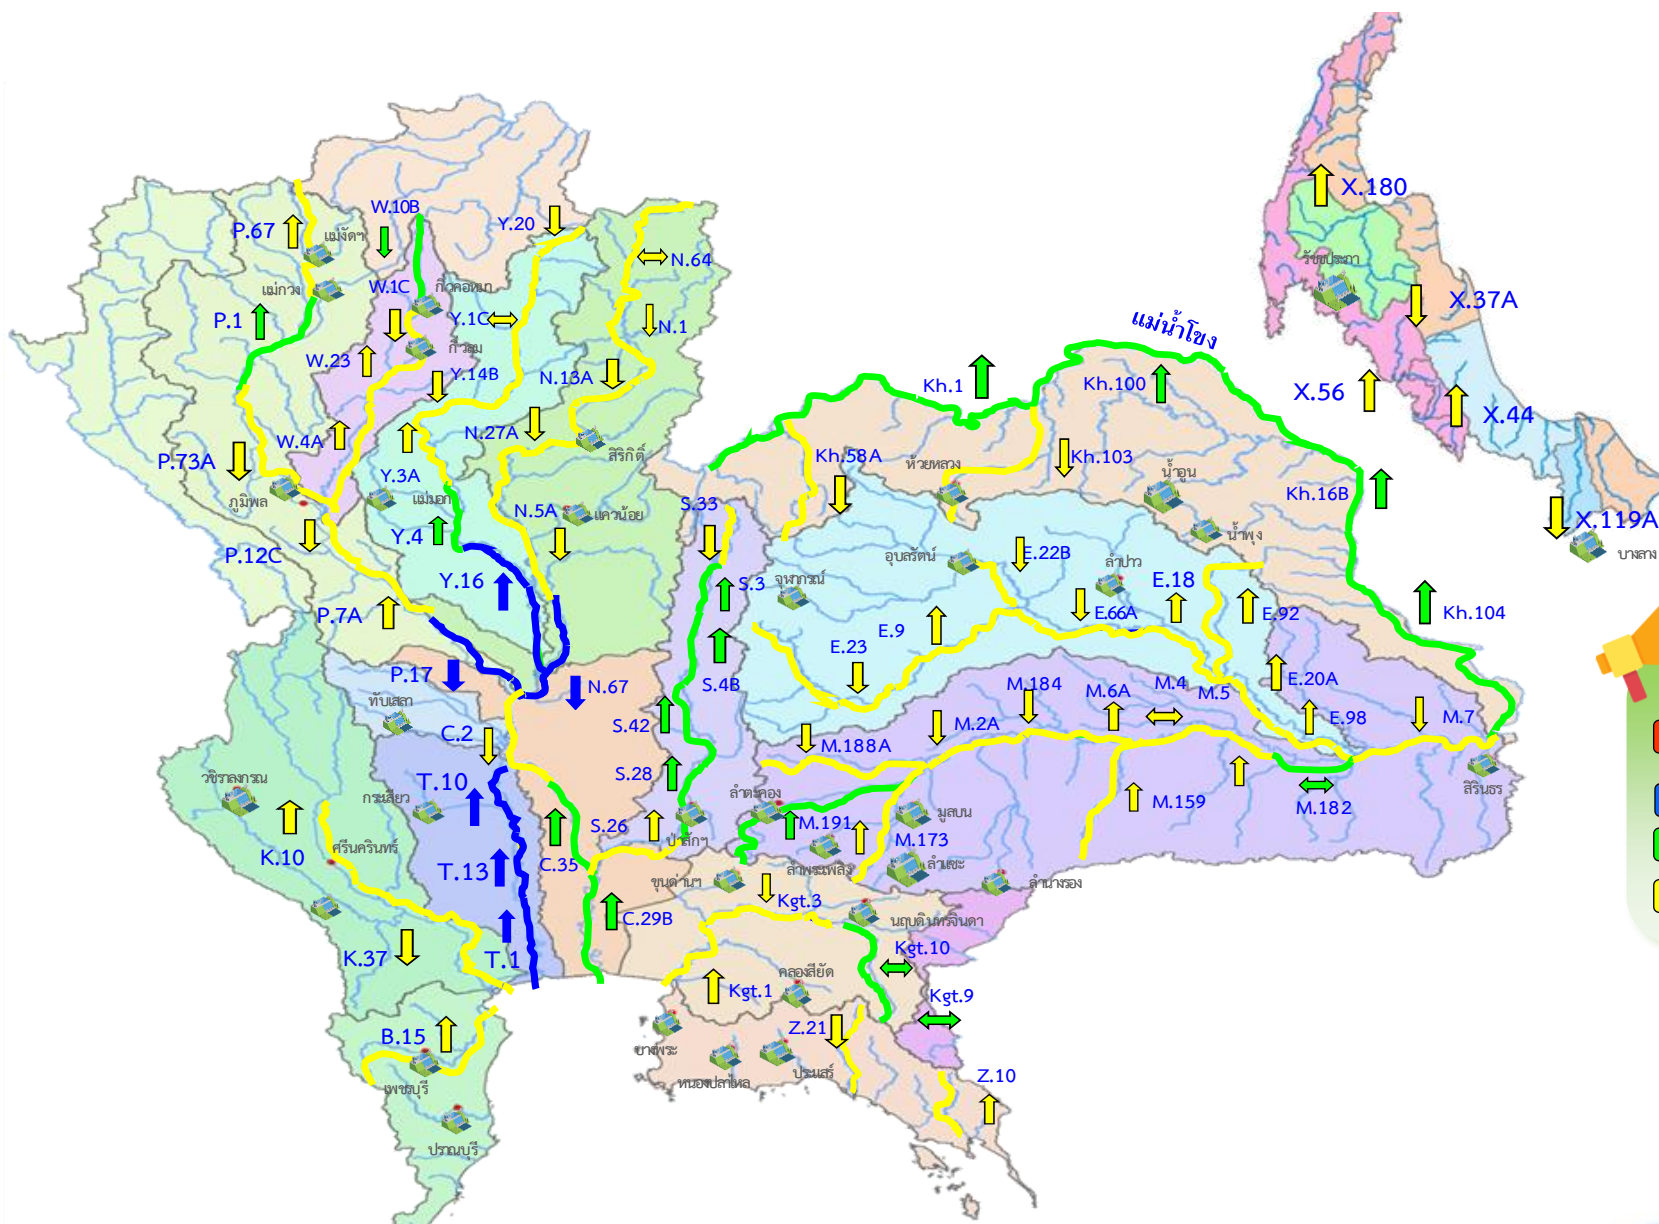 X.180
W.10B
Y.20
P.67
แม่งัดฯ
N.64
รัชชประภา
แม่กวง
W.1C
กิ่วคอหมา
X.37A
P.1
Y.1C
N.1
แม่น้ำโขง
กิ่วลม
W.23
Y.14B
N.13A
Kh.1
Kh.100
X.56
X.44
W.4A
N.27A
สิริกิติ์
P.73A
Kh.58A
ห้วยหลวง
Kh.103
น้ำอูน
Y.3A
แม่มอก
ภูมิพล
Kh.16B
N.5A
แควน้อย
S.33
X.119A
Y.4
น้ำพุง
P.12C
อุบลรัตน์
E.22B
บางลาง
ลำปาว
Y.16
จุฬาภรณ์
S.3
E.18
P.7A
E.66A
E.92
Kh.104
E.9
E.23
P.17
N.67
S.4B
M.184
M.6A
M.4
M.5
E.20A
ทับเสลา
S.42
M.2A
E.98
M.7
C.2
M.188A
S.28
วชิราลงกรณ
T.10
กระเสียว
ลำตะคอง
สิรินธร
M.159
M.182
มูลบน
S.26
M.191
ป่าสักฯ
M.173
K.10
ศรีนครินทร์
C.35
T.13
ลำพระเพลิง
ลำแชะ
ขุนด่านฯ
ลำนางรอง
Kgt.3
C.29B
นฤบดินทรจินดา
K.37
T.1
Kgt.10
คลองสียัด
Kgt.1
Kgt.9
B.15
Z.21
บางพระ
ประแสร์
หนองปลาไหล
Z.10
เพชรบุรี
ปราณบุรี